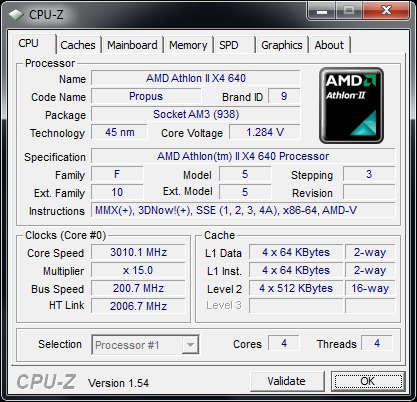 CPU-Z
CPU Caches Mainboard Memory SPD Graphics About
Processor
Name AMD Athlon II X4 640
Code Name Propus Brand ID 9
Package Socket AM3 (938)
Technology 45 nm Core Voltage 1.284 V
AMD
Athlon II
Specification AMD Athlon(tm) II X4 640 Processor
Family F Model 5 Stepping 3
Ext. Family 10 Ext. Model 5 Revision
Instructions MMX(+), 3DNow!(+), SSE (1, 2, 3, 4A), x86-64, AMD-V
Clocks (Core #0)
Core Speed 3010.1 MHz
Multiplier x 15.0
Bus Speed 200.7 MHz
HT Link 2006.7 MHz
Cache
L1 Data 4 x 64 KBytes 2-way
L1 Inst. 4 x 64 KBytes 2-way
Level 2 4 x 512 KBytes 16-way
Level 3
Selection Processor #1 Cores 4 Threads 4
CPU-Z Version 1.54 Validate OK